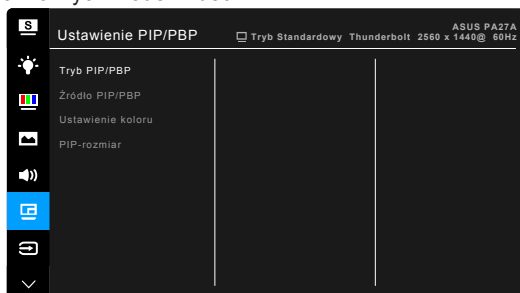 S
ASUS PA27A
Ustawienie PIP/PBP
Tryb Standardowy Thunderbolt 2560 x 1440@ 60Hz
Tryb PIP/PBP
Źródło PIP/PBP
Ustawienie koloru
PIP-rozmiar